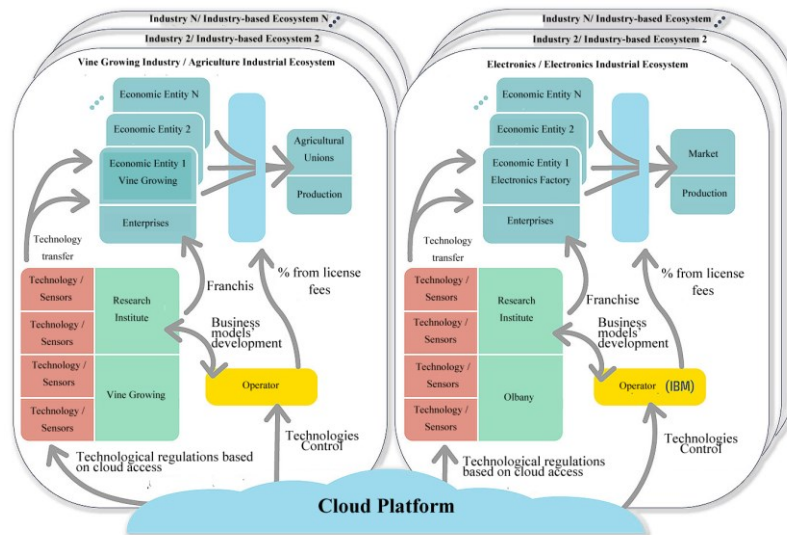 Industry N/ Industry-based Ecosystem N
Industry 2/ Industry-based Ecosystem 2
Vine Growing Industry / Agriculture Industrial Ecosystem
Economic Entity N
Economic Entity 2
Economic Entity 1
Vine Growing
Enterprises
Agricultural
Unions
Production
Technology
transfer
Technology /
Sensors
Technology /
Sensors
Technology /
Sensors
Technology /
Sensors
Research
Institute
Vine Growing
Franchis
Business
models'
development
% from license
fees
Operator
Technologies
Control
Technological regulations based
on cloud access
Industry N/ Industry-based Ecosystem
Industry 2/ Industry-based Ecosystem 2
Electronics / Electronics Industrial Ecosystem
Economic Entity N
Economic Entity 2
Economic Entity 1
Electronics Factory
Enterprises
Market
Production
Technology
transfer
Technology /
Sensors
Technology /
Sensors
Technology /
Sensors
Technology /
Sensors
Research
Institute
Olbany
Franchise
Business
models'
development
% from license
fees
Operator (IBM)
Technologies
Control
Technological regulations
based on cloud access
Cloud Platform